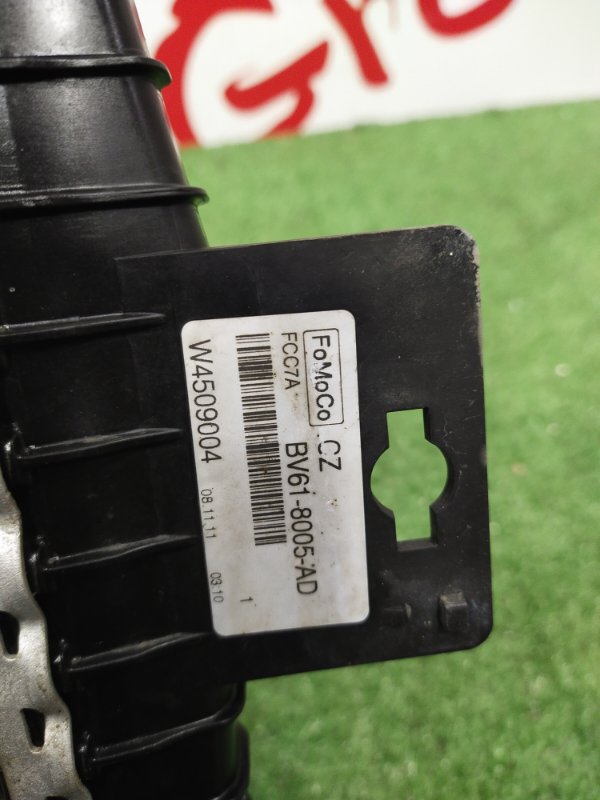 FoMoCo CZ
FCC7A BV61-8005-AD
W4509004 08.11.11 03:10 1